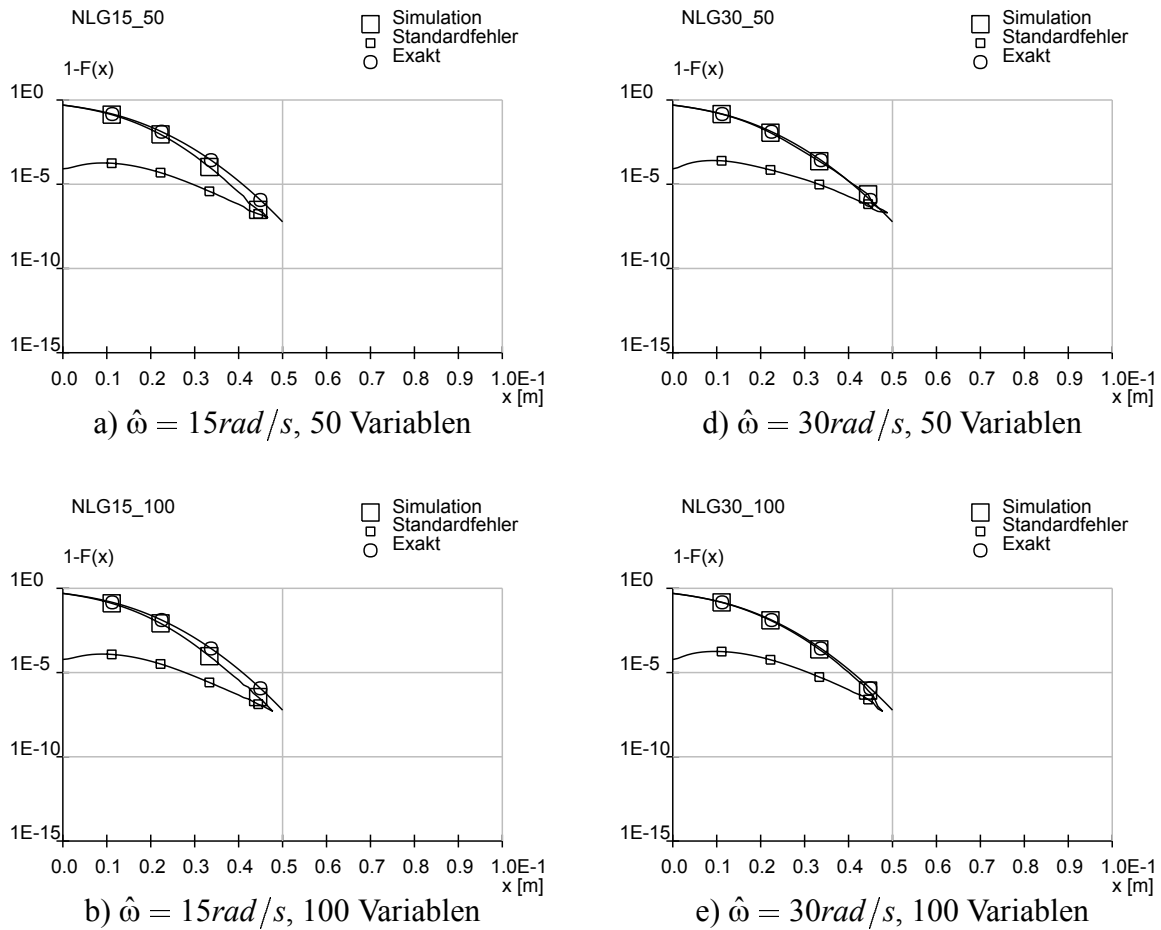 NLG15_50
Simulation
Standardfehler
Exakt
1-F(x)
1E0
1E-5
1E-10
1E-15
0.0 0.1 0.2 0.3 0.4 0.5 0.6 0.7 0.8 0.9 1.0E-1
x [m]
a) ω̂ = 15rad/s, 50 Variablen
NLG30_50
Simulation
Standardfehler
Exakt
1-F(x)
1E0
1E-5
1E-10
1E-15
0.0 0.1 0.2 0.3 0.4 0.5 0.6 0.7 0.8 0.9 1.0E-1
x [m]
d) ω̂ = 30rad/s, 50 Variablen
NLG15_100
Simulation
Standardfehler
Exakt
1-F(x)
1E0
1E-5
1E-10
1E-15
0.0 0.1 0.2 0.3 0.4 0.5 0.6 0.7 0.8 0.9 1.0E-1
x [m]
b) ω̂ = 15rad/s, 100 Variablen
NLG30_100
Simulation
Standardfehler
Exakt
1-F(x)
1E0
1E-5
1E-10
1E-15
0.0 0.1 0.2 0.3 0.4 0.5 0.6 0.7 0.8 0.9 1.0E-1
x [m]
e) ω̂ = 30rad/s, 100 Variablen